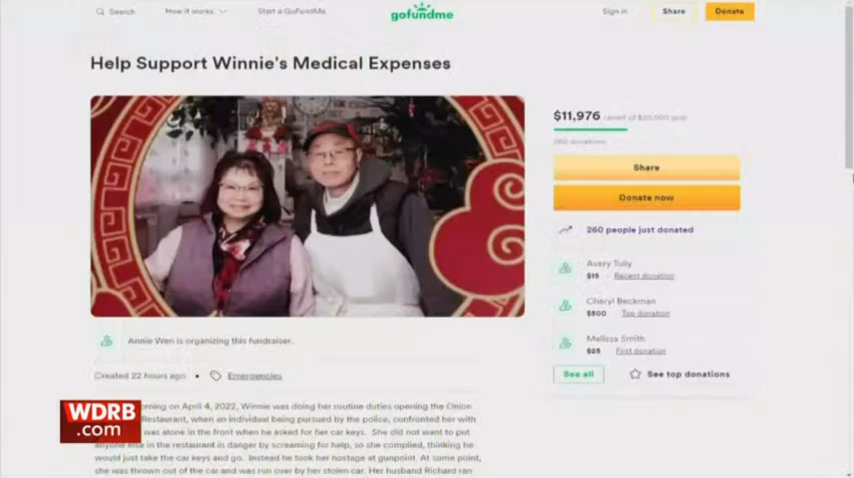 Search
How it works
Start a GoFundMe
gofundme
Sign in
Share
Donate
Help Support Winnie's Medical Expenses
$11,976 raised of $20,000 goal
260 donations
Share
Donate now
260 people just donated
Avery Tully
$15 • Recent donation
Cheryl Beckman
$500 • Top donation
Melissa Smith
$25 • First donation
See all
See top donations
Annie Wen is organizing this fundraiser.
Created 22 hours ago • Emergencies
orning on April 4, 2022, Winnie was doing her routine duties opening the Onion
Restaurant, when an individual being pursued by the police, confronted her with
was alone in the front when he asked for her car keys. She did not want to put
anyone else in the restaurant in danger by screaming for help, so she complied, thinking he
would just take the car keys and go. Instead he took her hostage at gunpoint. At some point,
she was thrown out of the car and was run over by her stolen car. Her husband Richard ran
WDRB
.com